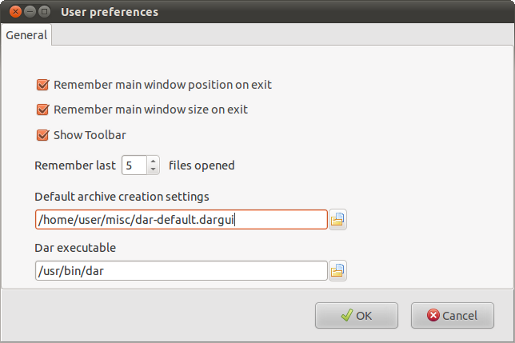 User preferences
General
Remember main window position on exit
Remember main window size on exit
Show Toolbar
Remember last 5 files opened
Default archive creation settings
/home/user/misc/dar-default.dargui
Dar executable
/usr/bin/dar
OK Cancel